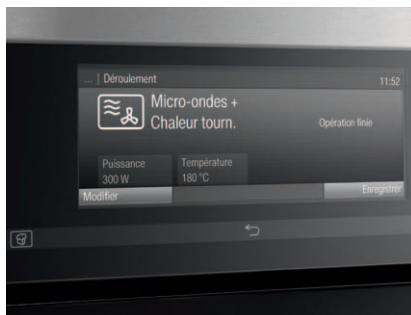 ... | Déroulement
11:52
Micro-ondes +
Chaleur tourn.
Opération finie
Puissance
300 W
Température
180 °C
Modifier
Enregistrer